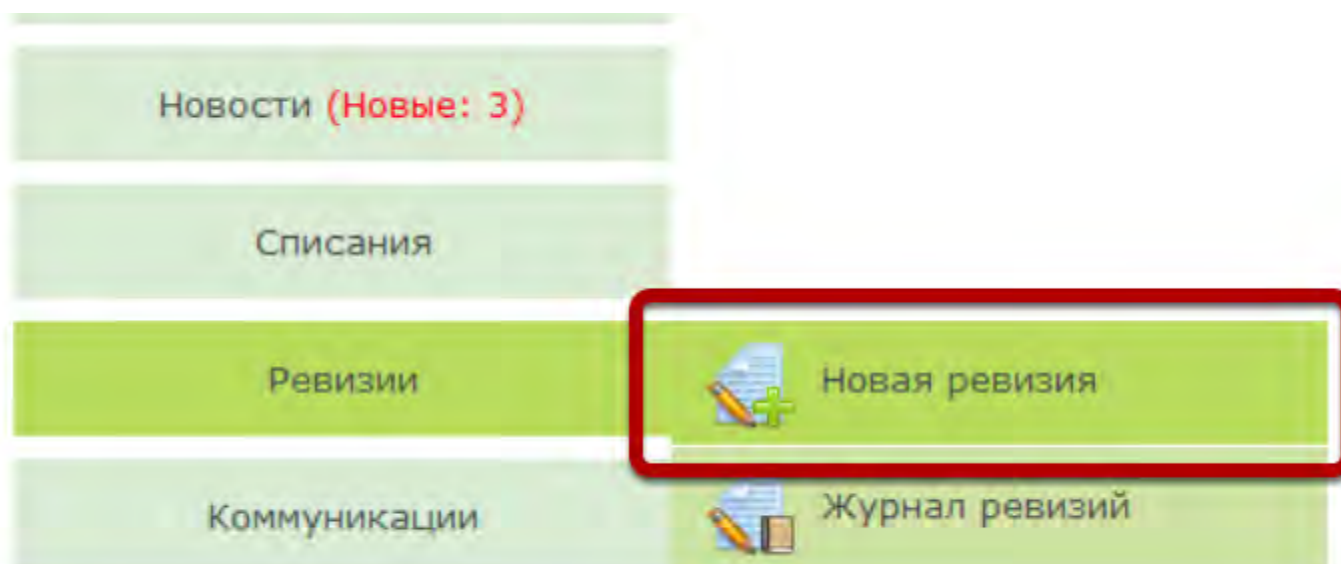 Новости (Новые: 3)
Списания
Ревизии
Новая ревизия
Коммуникации
Журнал ревизий